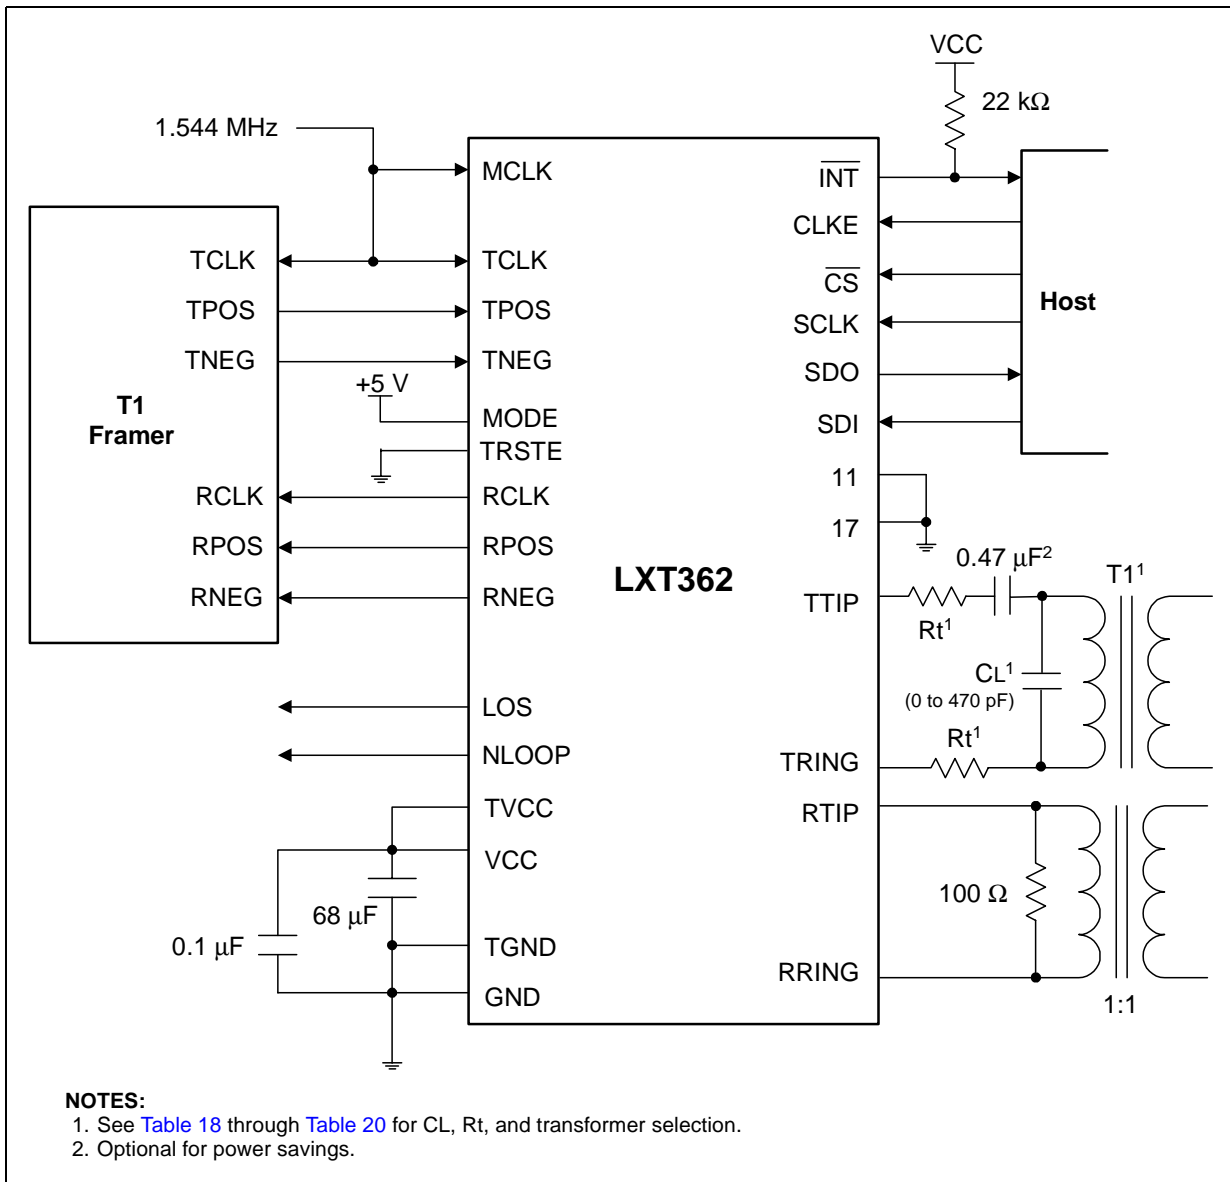 VCC
22 kΩ
1.544 MHz
MCLK
INT
CLKE
TCLK
TCLK
CS
TPOS
TPOS
SCLK
Host
TNEG
TNEG
SDO
+5 V
T1
Framer
MODE
SDI
TRSTE
11
RCLK
RCLK
17
RPOS
RPOS
0.47 μF²
T1¹
LXT362
RNEG
RNEG
TTIP
Rt¹
CL¹
(0 to 470 pF)
LOS
Rt¹
NLOOP
TRING
TVCC
RTIP
VCC
100 Ω
68 μF
0.1 μF
TGND
RRING
GND
1:1
NOTES:
1. See Table 18 through Table 20 for CL, Rt, and transformer selection.
2. Optional for power savings.